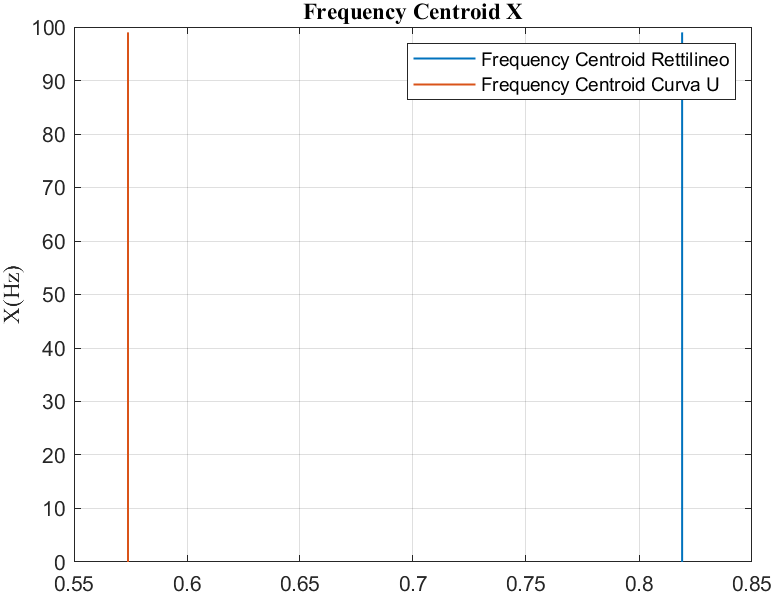 Frequency Centroid X
Frequency Centroid Rettilineo
Frequency Centroid Curva U
X(Hz)
100
90
80
70
60
50
40
30
20
10
0
0.55 0.6 0.65 0.7 0.75 0.8 0.85